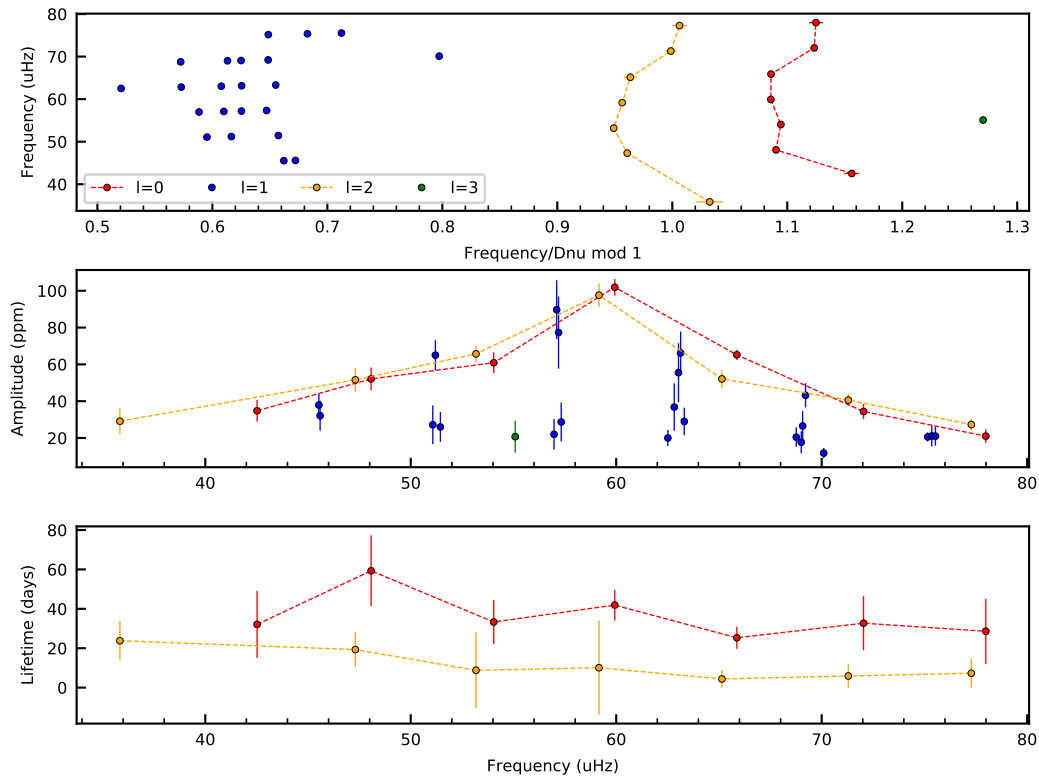 80
70
60
50
40
Frequency (uHz)
l=0 l=1 l=2 l=3
0.5 0.6 0.7 0.8 0.9 1.0 1.1 1.2 1.3
Frequency/Dnu mod 1
100
80
60
40
20
Amplitude (ppm)
40 50 60 70 80
80
60
40
20
0
Lifetime (days)
40 50 60 70 80
Frequency (uHz)